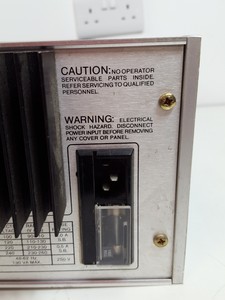 CAUTION: NO OPERATOR
SERVICEABLE PARTS INSIDE.
REFER SERVICING TO QUALIFIED
PERSONNEL.
WARNING: ELECTRICAL
SHOCK HAZARD, DISCONNECT
POWER INPUT BEFORE REMOVING
ANY COVER OR PANEL.
250 V